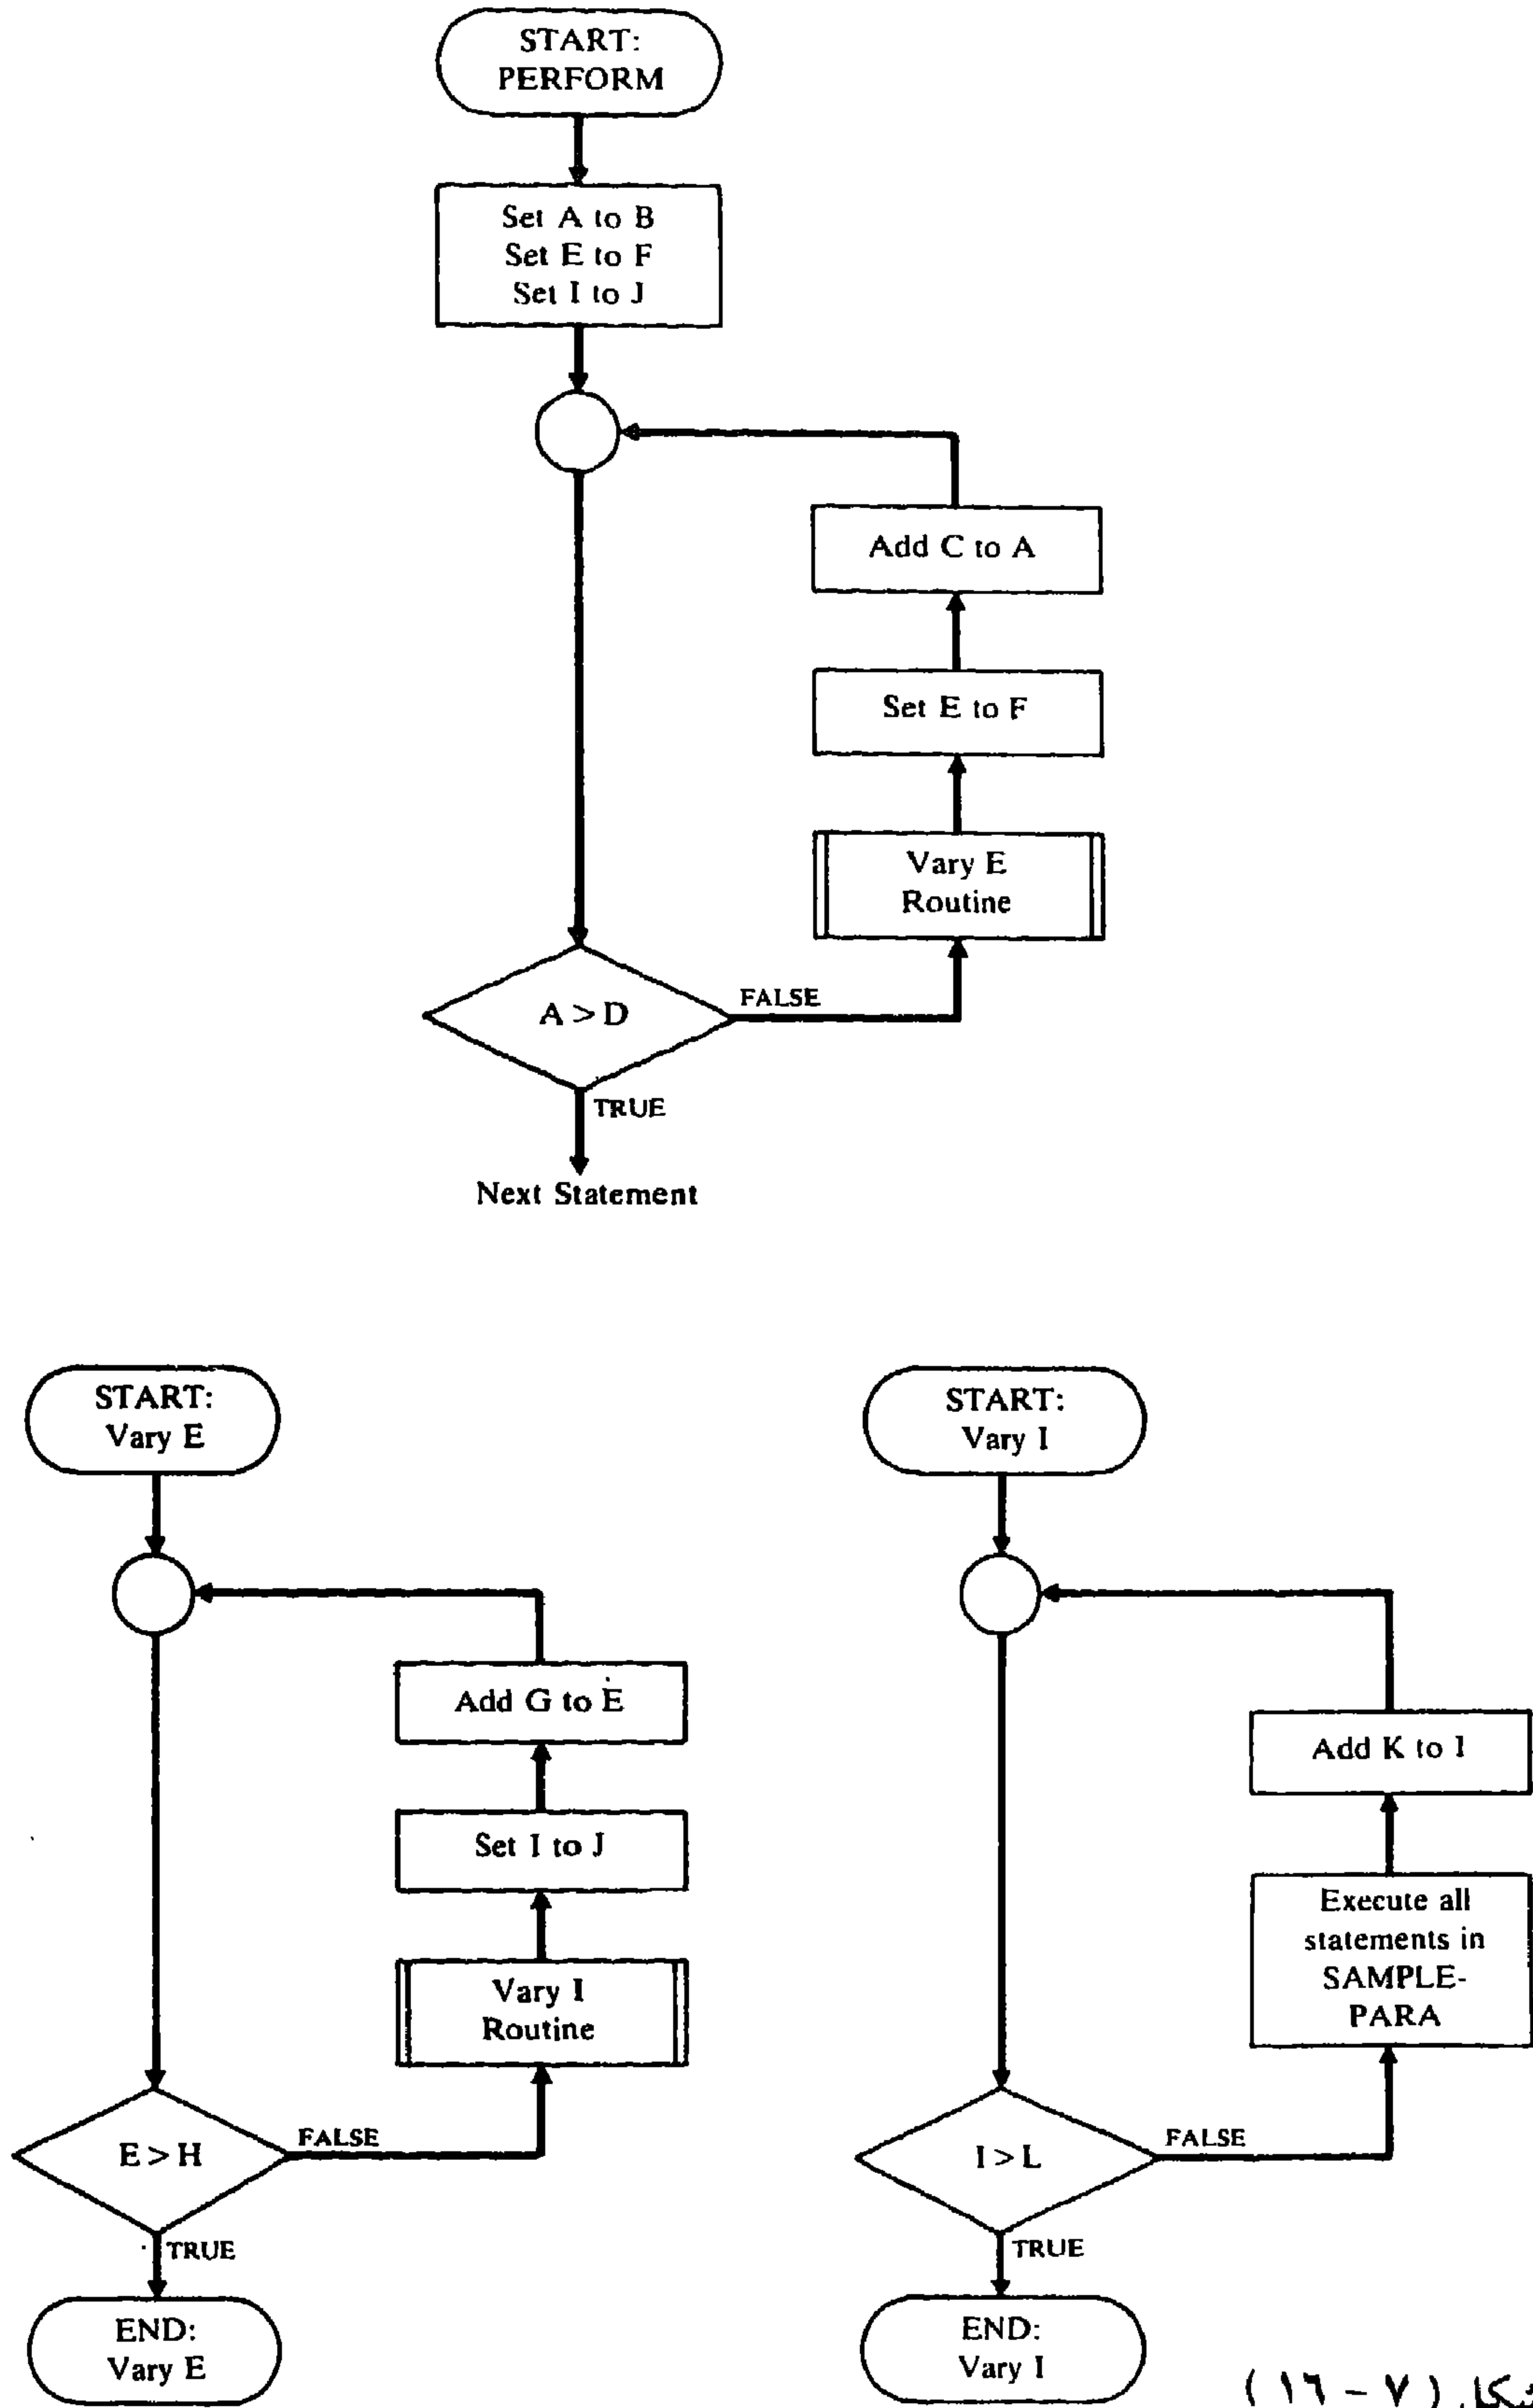 START:
PERFORM
Set A to B
Set E to F
Set I to J
Add C to A
Set E to F
Vary E
Routine
A > D
FALSE
TRUE
Next Statement
START:
Vary E
Add G to E
Set I to J
Vary I
Routine
E > H
FALSE
TRUE
END:
Vary E
START:
Vary I
Add K to I
Execute all
statements in
SAMPLE-
PARA
I > L
FALSE
TRUE
END:
Vary I
(١٦ - ٧)